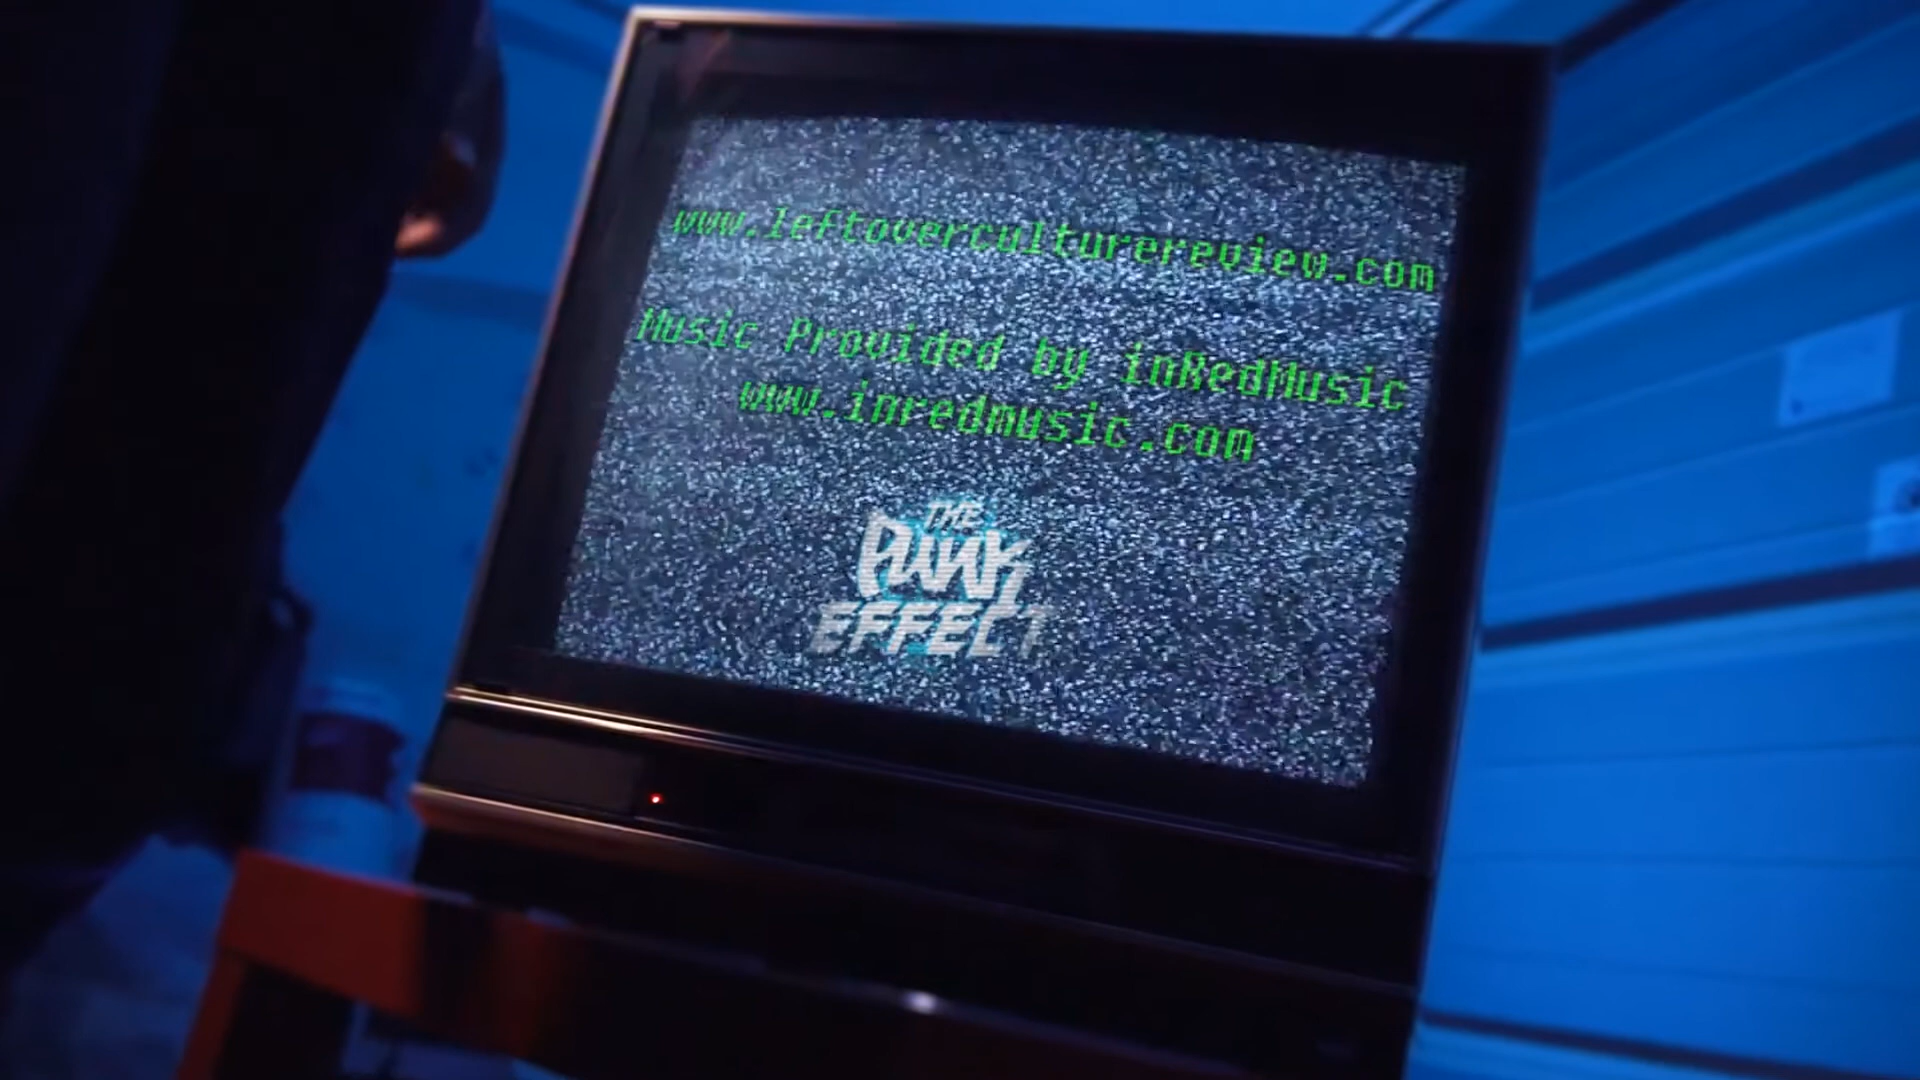 www.leftoverculturereview.com
Music Provided by inRedMusic
www.inredmusic.com
THE
PUNK
EFFECT